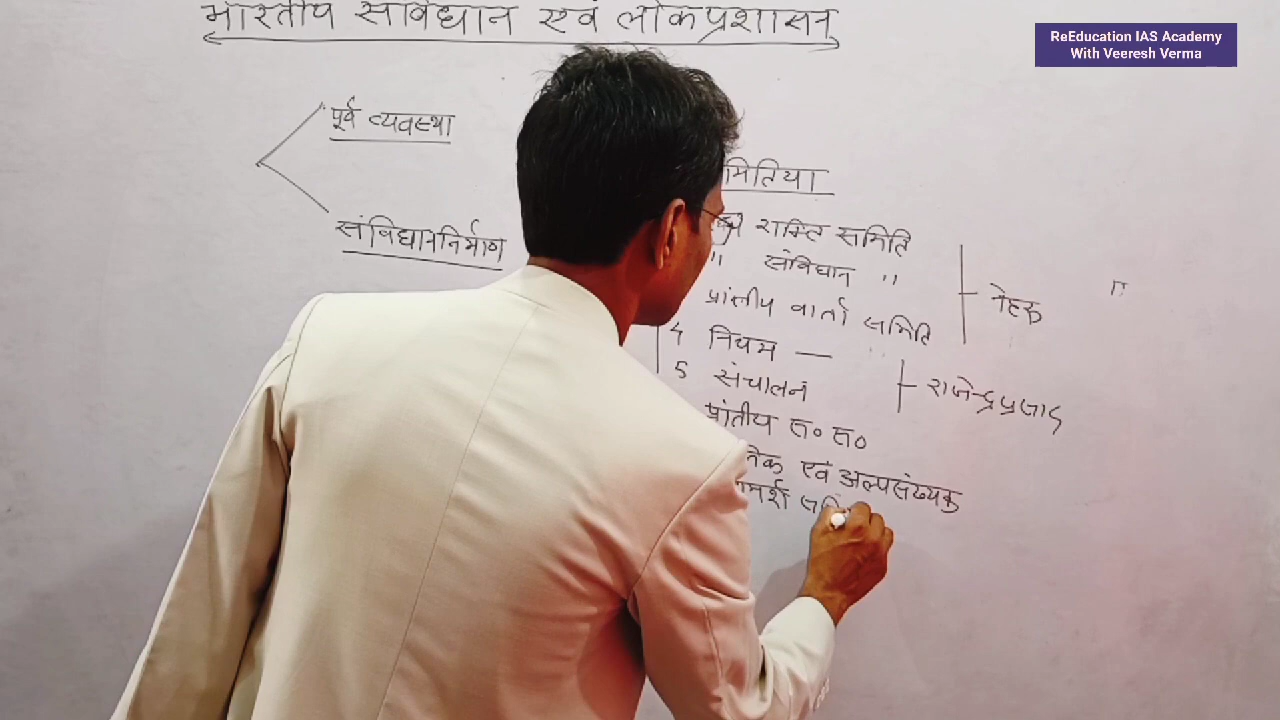 भारतीय संविधान एवं लोकप्रशासन
ReEducation IAS Academy
With Veeresh Verma
पूर्व व्यवस्था
संविधाननिर्माण
मितिया
शक्ति समिति
" संविधान "
प्रांतीय वार्ता समिति
नेहरू
"
4 नियम — "
5 संचालन
राजेन्द्रप्रसाद
प्रांतीय स० स०
एवं अल्पसंख्यक